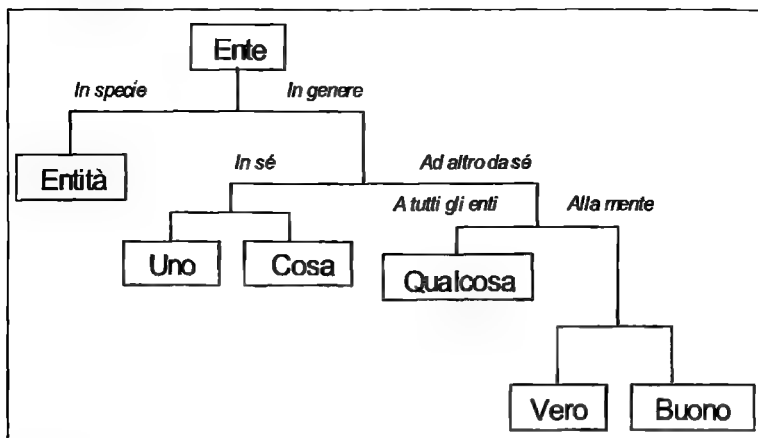 Ente
In specie In genere
Entità
In sé Ad altro da sé
A tutti gli enti Alla mente
Uno Cosa
Qualcosa
Vero Buono